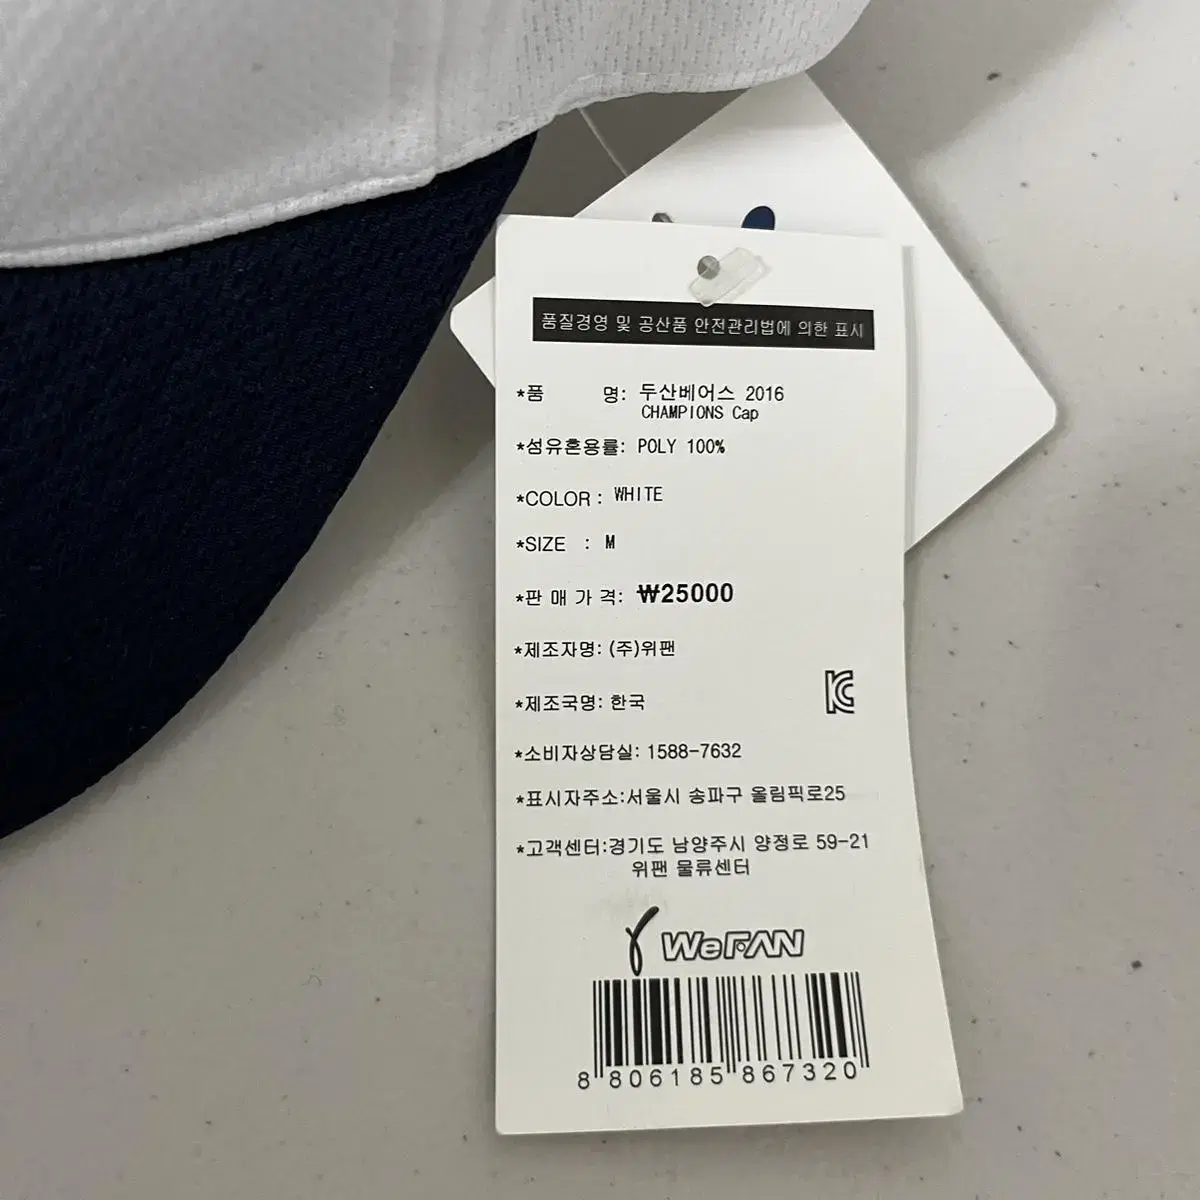 품질경영 및 공산품 안전관리법에 의한 표시
*품 명: 두산베어스 2016
CHAMPIONS Cap
*섬유혼용률: POLY 100%
*COLOR : WHITE
*SIZE : M
*판 매 가 격: ₩25000
*제조자명: (주)위팬
*제조국명: 한국
*소비자상담실: 1588-7632
*표시자주소:서울시 송파구 올림픽로25
*고객센터:경기도 남양주시 양정로 59-21
위팬 물류센터
WeFAN
8 806185 867320